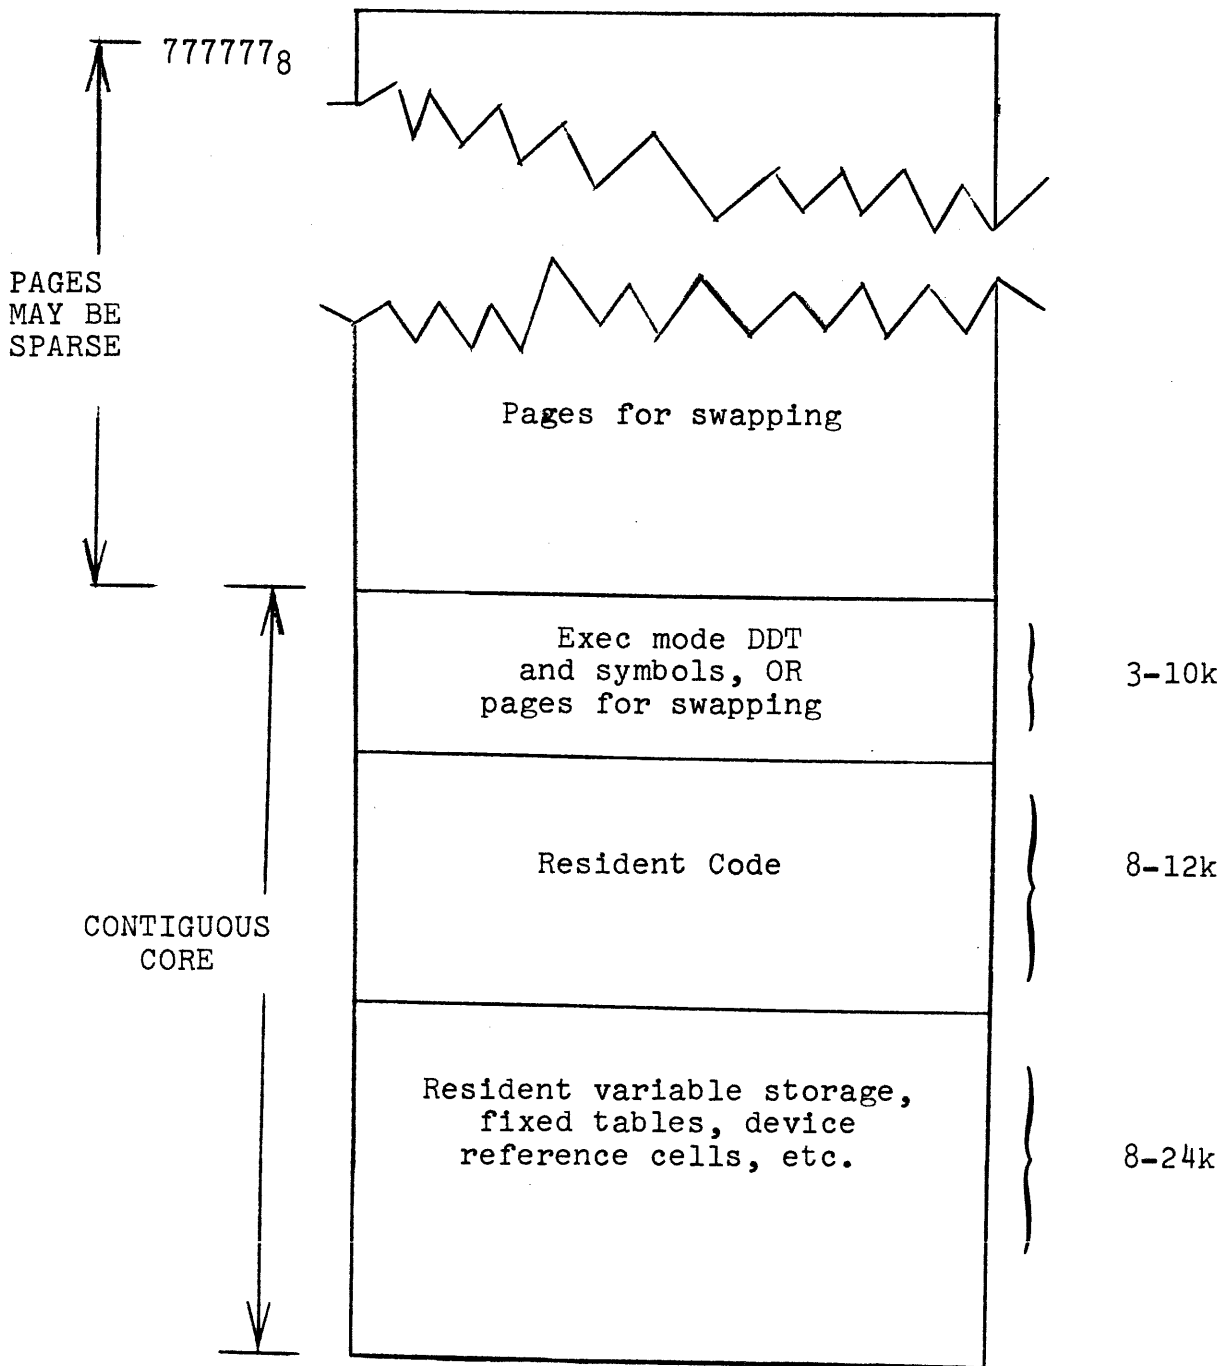 777777₈
PAGES
MAY BE
SPARSE
Pages for swapping
Exec mode DDT
and symbols, OR
pages for swapping
3-10k
Resident Code
8-12k
CONTIGUOUS
CORE
Resident variable storage,
fixed tables, device
reference cells, etc.
8-24k